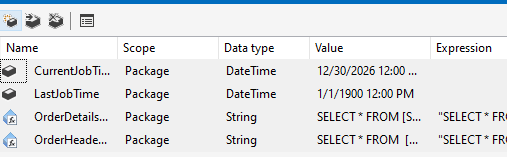 Name Scope Data type Value Expression
CurrentJobTi... Package DateTime 12/30/2026 12:00 ...
LastJobTime Package DateTime 1/1/1900 12:00 PM
OrderDetails... Package String SELECT * FROM [S... "SELECT * FRO
OrderHeade... Package String SELECT * FROM [... "SELECT * FRO